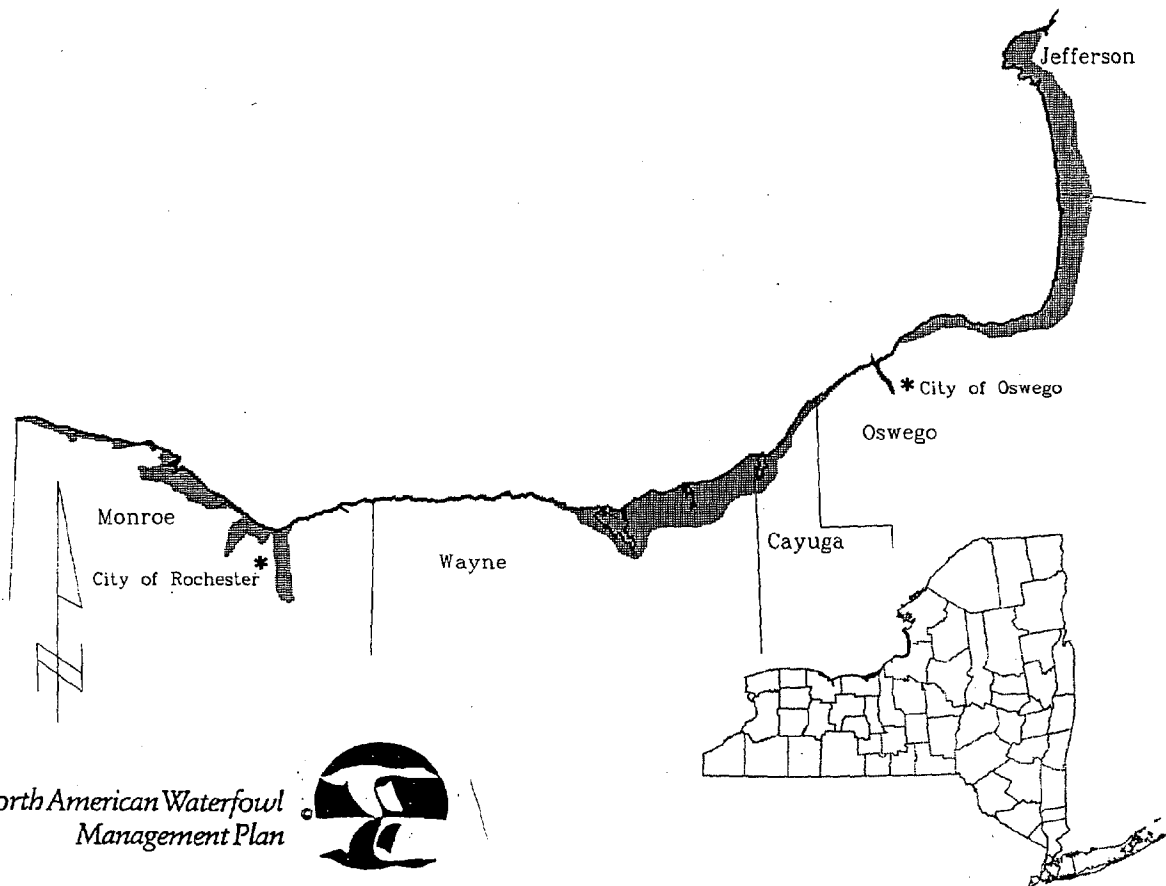 Jefferson
* City of Oswego
Oswego
Monroe
Cayuga
Wayne
City of Rochester *
orth American Waterfowl
Management Plan
©